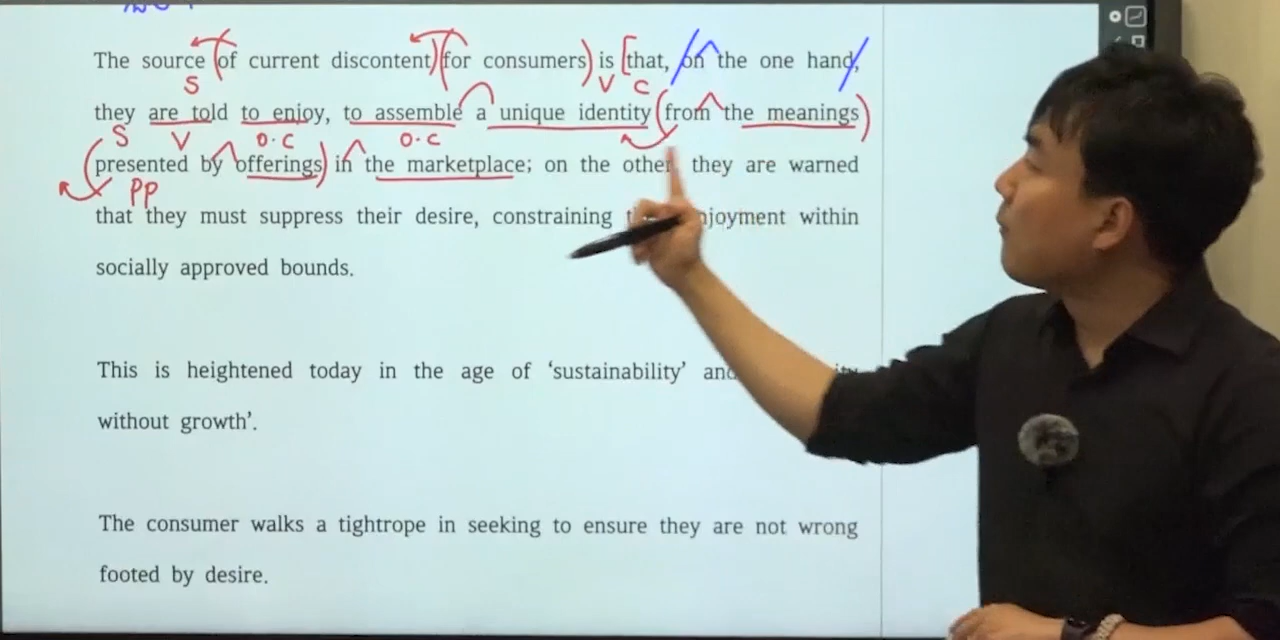 The source of current discontent for consumers is that, on the one hand,
S V C
they are told to enjoy, to assemble a unique identity from the meanings
S V O.C O.C
presented by offerings in the marketplace; on the other, they are warned
PP
that they must suppress their desire, constraining enjoyment within
socially approved bounds.
This is heightened today in the age of ‘sustainability’ and
without growth’.
The consumer walks a tightrope in seeking to ensure they are not wrong
footed by desire.